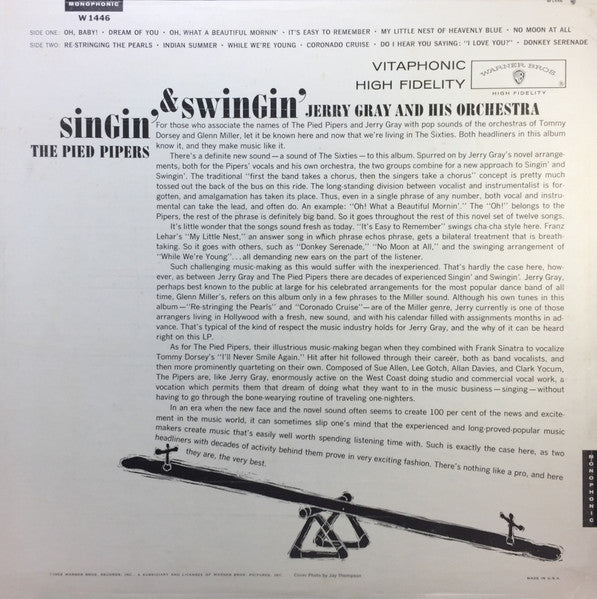 MONOPHONIC
W 1446
SIDE ONE: OH, BABY! · DREAM OF YOU · OH, WHAT A BEAUTIFUL MORNIN' · IT'S EASY TO REMEMBER · MY LITTLE NEST OF HEAVENLY BLUE · NO MOON AT ALL
SIDE TWO: RE-STRINGING THE PEARLS · INDIAN SUMMER · WHILE WE'RE YOUNG · CORONADO CRUISE · DO I HEAR YOU SAYING: "I LOVE YOU?" · DONKEY SERENADE
VITAPHONIC
HIGH FIDELITY
WARNER BROS.
HIGH FIDELITY
sinGin', & swinGin'
THE PIED PIPERS
JERRY GRAY AND HIS ORCHESTRA
For those who associate the names of The Pied Pipers and Jerry Gray with pop sounds of the orchestras of Tommy
Dorsey and Glenn Miller, let it be known here and now that we're living in The Sixties. Both headliners in this album
know it, and they make music like it.
There's a definite new sound—a sound of The Sixties—to this album. Spurred on by Jerry Gray's novel arrange-
ments, both for the Pipers' vocals and his own orchestra, the two groups combine for a new approach to Singin' and
Swingin'. The traditional "first the band takes a chorus, then the singers take a chorus" concept is pretty much
tossed out the back of the bus on this ride. The long-standing division between vocalist and instrumentalist is for-
gotten, and amalgamation has taken its place. Thus, even in a single phrase of any number, both vocal and instru-
mental can take the lead, and often do. An example: "Oh! What a Beautiful Mornin'." The "Oh!" belongs to the
Pipers, the rest of the phrase is definitely big band. So it goes throughout the rest of this novel set of twelve songs.
It's little wonder that the songs sound fresh as today. "It's Easy to Remember" swings cha cha style here. Franz
Lehar's "My Little Nest," an answer song in which phrase echos phrase, gets a bilateral treatment that is breath-
taking. So it goes with others, such as "Donkey Serenade," "No Moon at All," and the swinging arrangement of
"While We're Young"...all demanding new ears on the part of the listener.
Such challenging music-making as this would suffer with the inexperienced. That's hardly the case here, how-
ever, as between Jerry Gray and The Pied Pipers there are decades of experienced Singin' and Swingin'. Jerry Gray,
perhaps best known to the public at large for his celebrated arrangements for the most popular dance band of all
time, Glenn Miller's, refers on this album only in a few phrases to the Miller sound. Although his own tunes in this
album—"Re-stringing the Pearls" and "Coronado Cruise"—are of the Miller genre, Jerry currently is one of those
arrangers living in Hollywood with a fresh, new sound, and with his calendar filled with assignments months in ad-
vance. That's typical of the kind of respect the music industry holds for Jerry Gray, and the why of it can be heard
right on this LP.
As for The Pied Pipers, their illustrious music-making began when they combined with Frank Sinatra to vocalize
Tommy Dorsey's "I'll Never Smile Again." Hit after hit followed through their career, both as band vocalists, and
then more prominently quarteting on their own. Composed of Sue Allen, Lee Gotch, Allan Davies, and Clark Yocum,
The Pipers are, like Jerry Gray, enormously active on the West Coast doing studio and commercial vocal work, a
vocation which permits them that dream of doing what they want to in the music business—singing—without
having to go through the bone-wearying routine of traveling one-nighters.
In an era when the new face and the novel sound often seems to create 100 per cent of the news and excite-
ment in the music world, it can sometimes slip one's mind that the experienced and long-proved-popular music
makers create music that's easily well worth spending listening time with. Such is exactly the case here, as two
headliners with decades of activity behind them prove in very exciting fashion. There's nothing like a pro, and here
they are, the very best.
MONOPHONIC
WARNER BROS. RECORDS, INC. A SUBSIDIARY AND LICENSEE OF WARNER BROS. PICTURES, INC.
Cover Photo by Jay Thompson
MADE IN U.S.A.